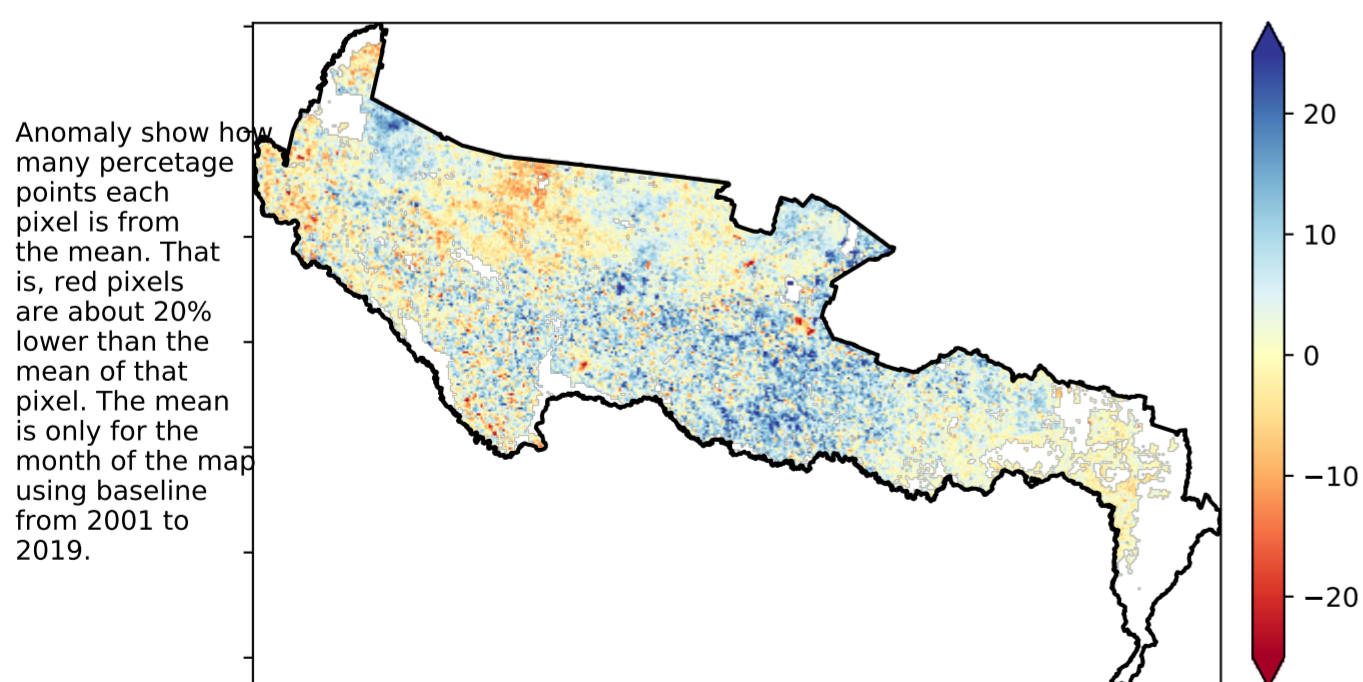 Anomaly show how
many percetage
points each
pixel is from
the mean. That
is, red pixels
are about 20%
lower than the
mean of that
pixel. The mean
is only for the
month of the map
using baseline
from 2001 to
2019.
20
10
0
−10
−20